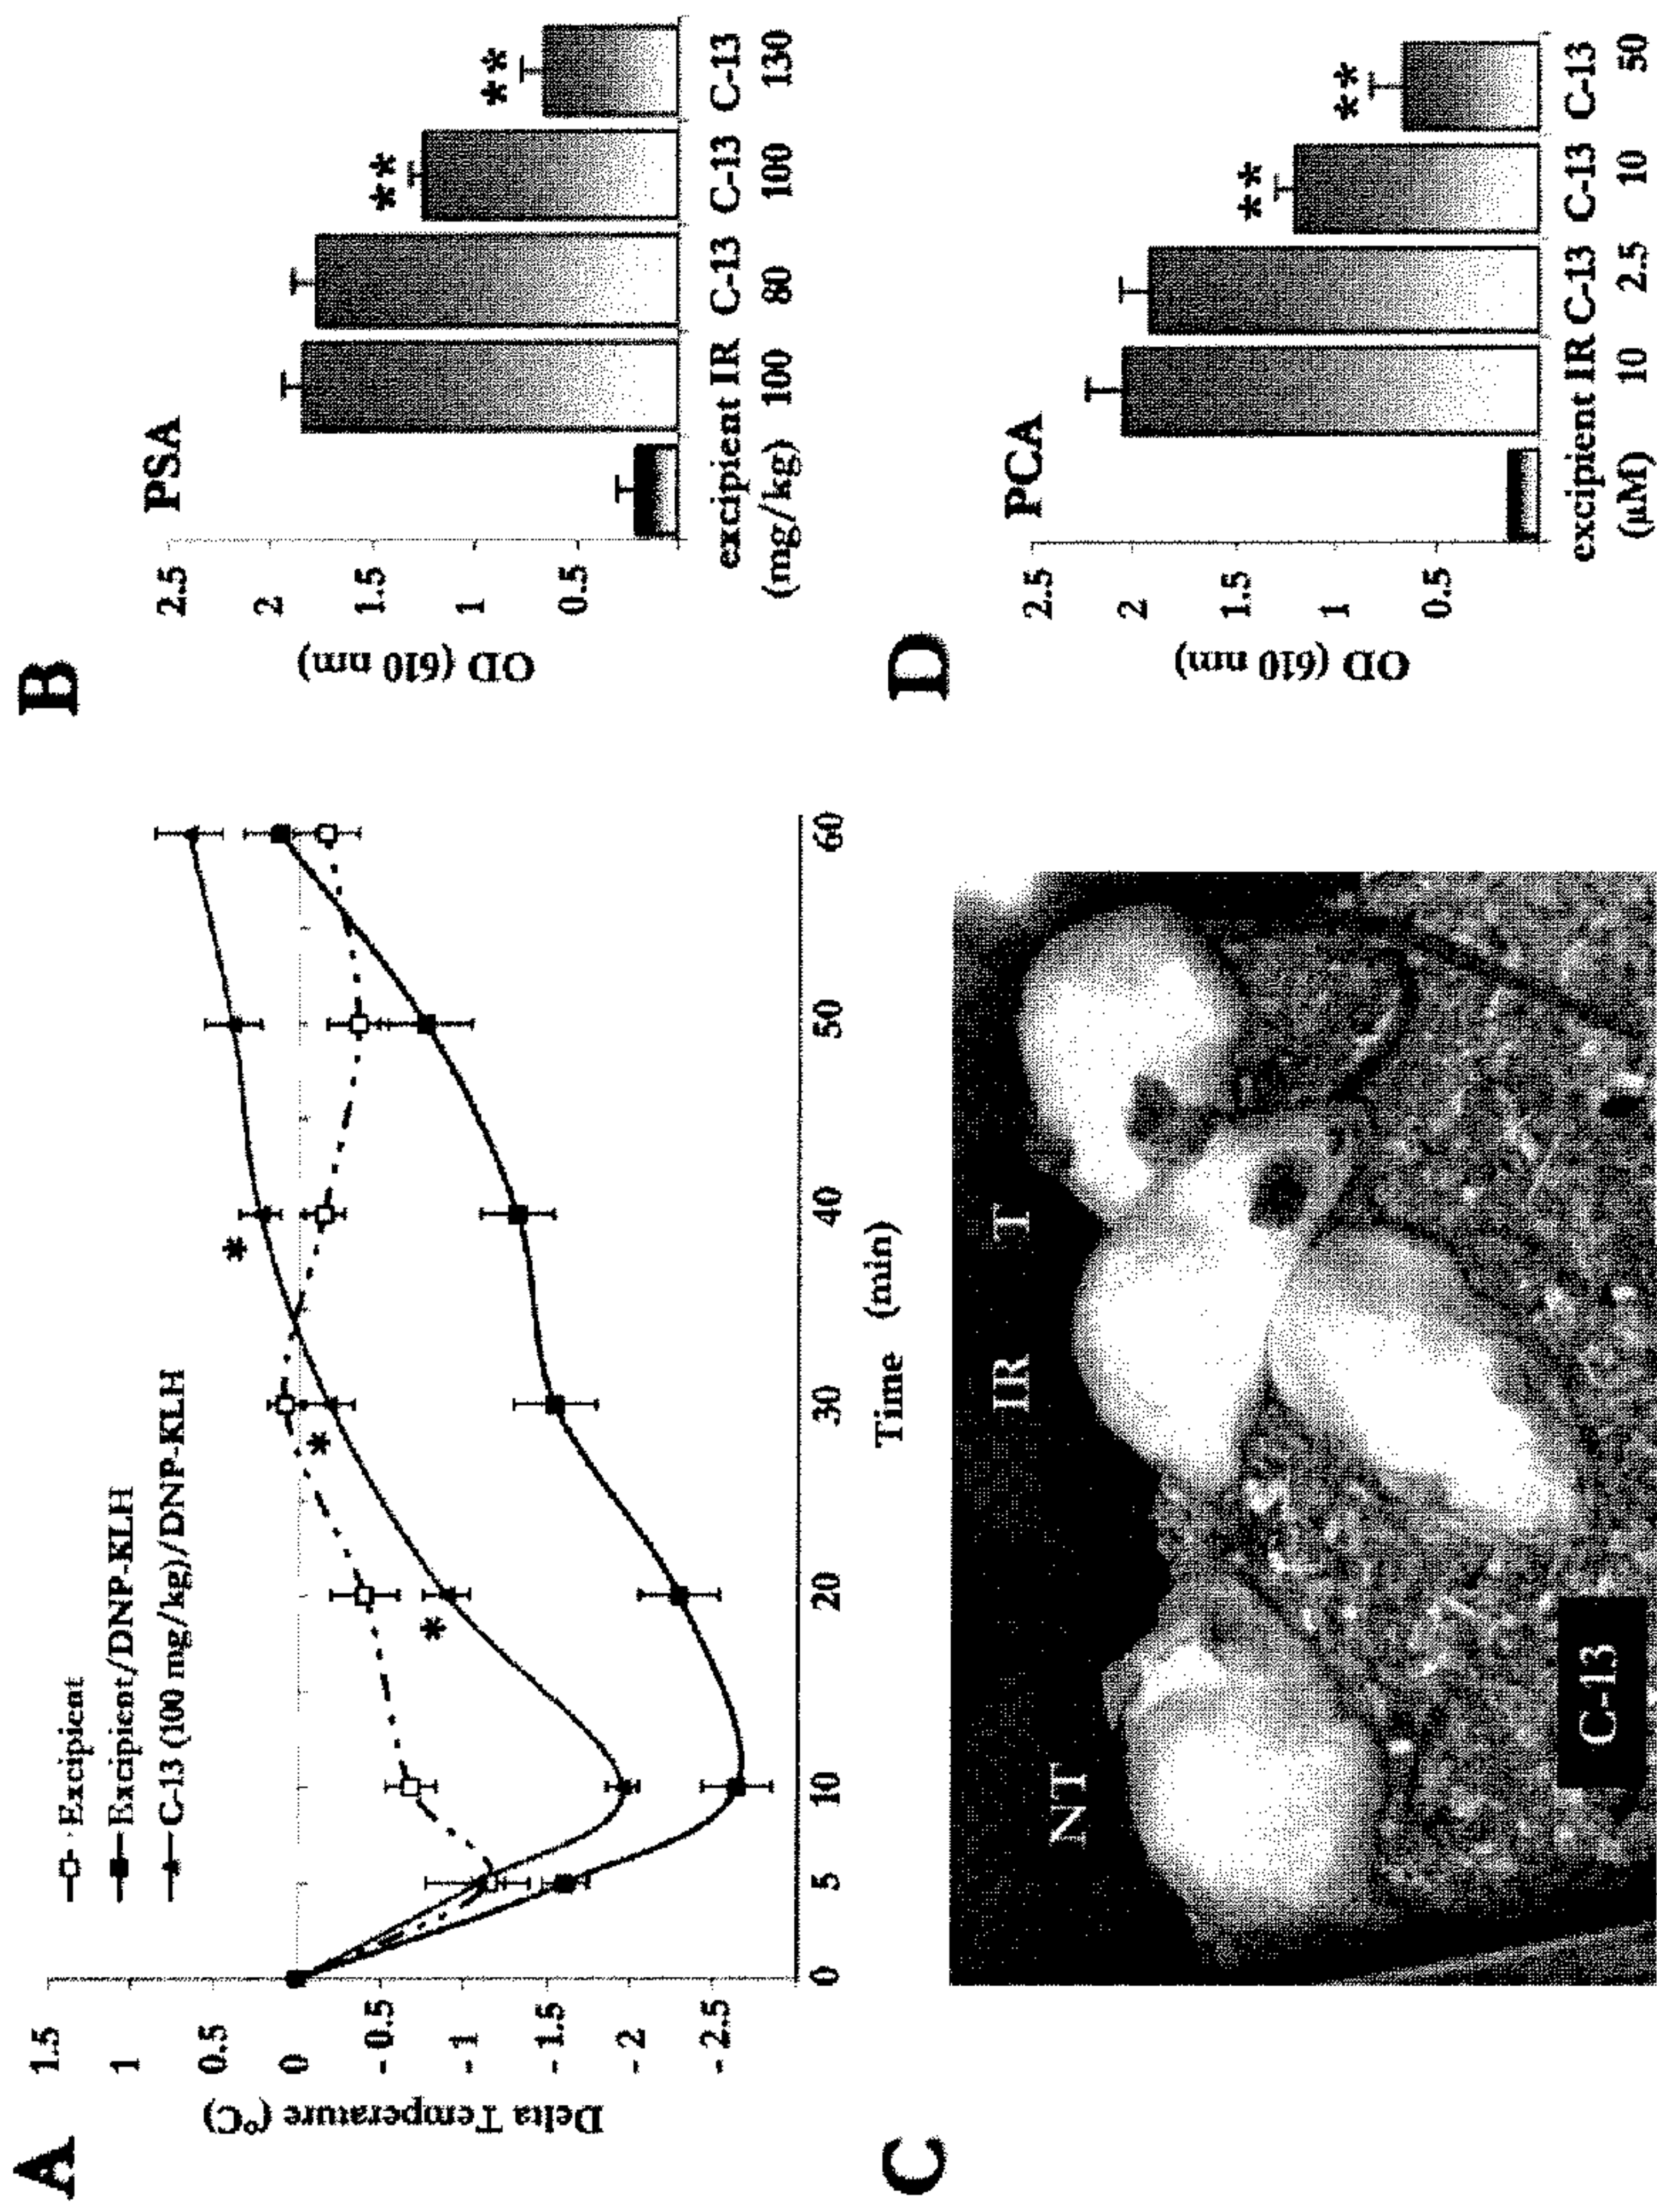 A
Delta Temperature (°C)
1.5
1
0.5
0
- 0.5
- 1
- 1.5
- 2
- 2.5
Excipient
Excipient/DNP-KLH
C-13 (100 mg/kg)/DNP-KLH
*
*
*
0 5 10 20 30 40 50 60
Time (min)
B
PSA
OD (610 nm)
2.5
2
1.5
1
0.5
**
**
excipient IR C-13 C-13 C-13
(mg/kg) 100 80 100 130
C
NT IR T
C-13
D
PCA
OD (610 nm)
2.5
2
1.5
1
0.5
**
**
excipient IR C-13 C-13 C-13
(µM) 10 2.5 10 50